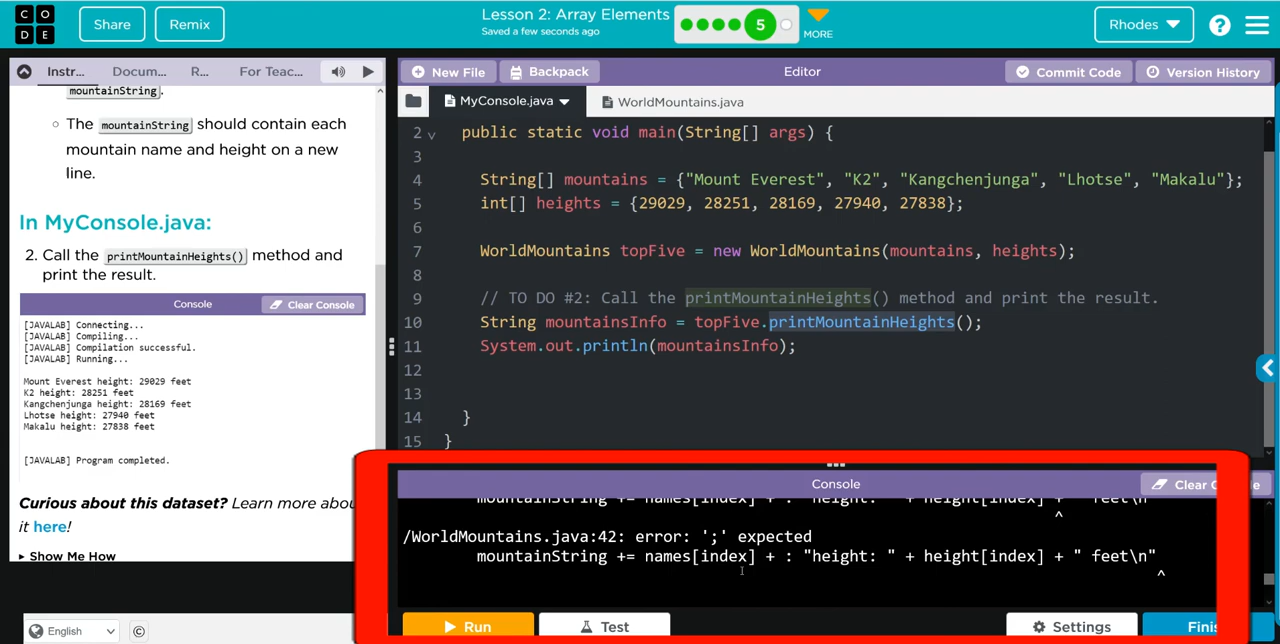 C O
D E
Share
Remix
Lesson 2: Array Elements
Saved a few seconds ago
5
MORE
Rhodes
?
Instr...
Docum...
R...
For Teac...
New File
Backpack
Editor
Commit Code
Version History
MyConsole.java
WorldMountains.java
mountainString.
The mountainString should contain each
mountain name and height on a new
line.
In MyConsole.java:
2. Call the printMountainHeights() method and
print the result.
Console
Clear Console
[JAVALAB] Connecting...
[JAVALAB] Compiling...
[JAVALAB] Compilation successful.
[JAVALAB] Running...
Mount Everest height: 29029 feet
K2 height: 28251 feet
Kangchenjunga height: 28169 feet
Lhotse height: 27940 feet
Makalu height: 27838 feet
[JAVALAB] Program completed.
Curious about this dataset? Learn more about
it here!
Show Me How
English
©
2 public static void main(String[] args) {
3
4 String[] mountains = {"Mount Everest", "K2", "Kangchenjunga", "Lhotse", "Makalu"};
5 int[] heights = {29029, 28251, 28169, 27940, 27838};
6
7 WorldMountains topFive = new WorldMountains(mountains, heights);
8
9 // TO DO #2: Call the printMountainHeights() method and print the result.
10 String mountainsInfo = topFive.printMountainHeights();
11 System.out.println(mountainsInfo);
12
13
14 }
15 }
Console
Clear C
e
mountainString += names[index] + : "height: " + height[index] + " feet\n"
^
/WorldMountains.java:42: error: ';' expected
mountainString += names[index] + : "height: " + height[index] + " feet\n"
^
Run
Test
Settings
Finis